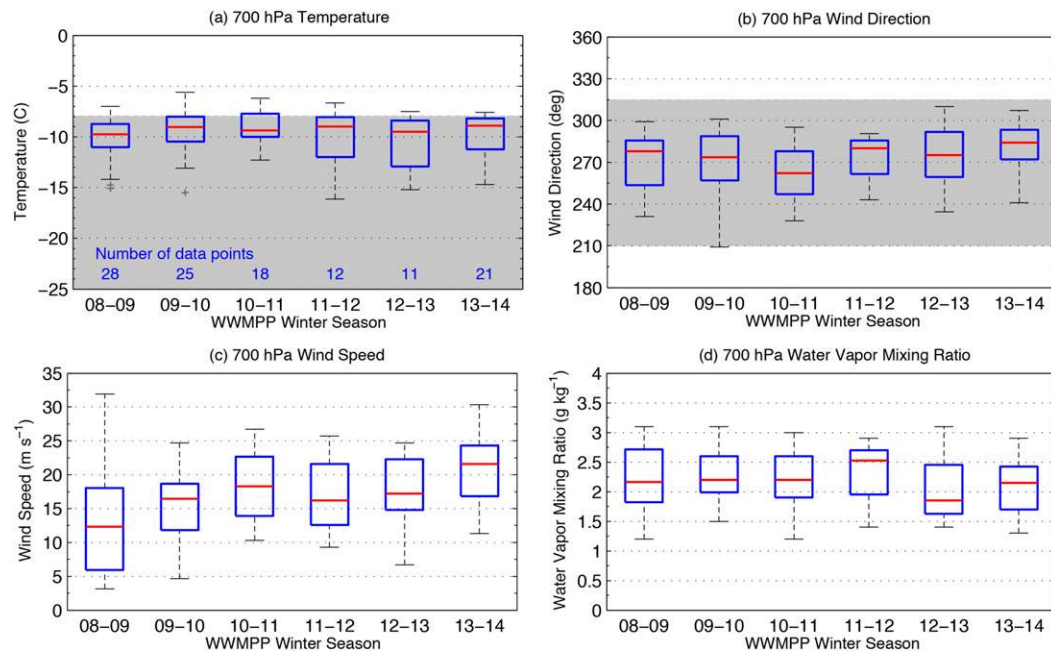 (a) 700 hPa Temperature
Temperature (C)
0
−5
−10
−15
−20
−25
Number of data points
28 25 18 12 11 21
08−09 09−10 10−11 11−12 12−13 13−14
WWMPP Winter Season
(b) 700 hPa Wind Direction
Wind Direction (deg)
360
330
300
270
240
210
180
08−09 09−10 10−11 11−12 12−13 13−14
WWMPP Winter Season
(c) 700 hPa Wind Speed
Wind Speed (m s⁻¹)
35
30
25
20
15
10
5
0
08−09 09−10 10−11 11−12 12−13 13−14
WWMPP Winter Season
(d) 700 hPa Water Vapor Mixing Ratio
Water Vapor Mixing Ratio (g kg⁻¹)
4
3.5
3
2.5
2
1.5
1
0.5
0
08−09 09−10 10−11 11−12 12−13 13−14
WWMPP Winter Season